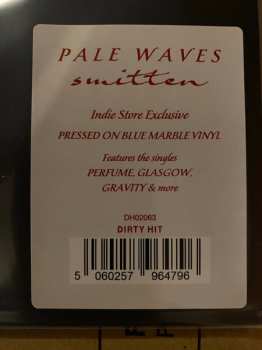 PALE WAVES
smitten
Indie Store Exclusive
PRESSED ON BLUE MARBLE VINYL
Features the singles
PERFUME, GLASGOW,
GRAVITY & more
DH02063
DIRTY HIT
5 060257 964796